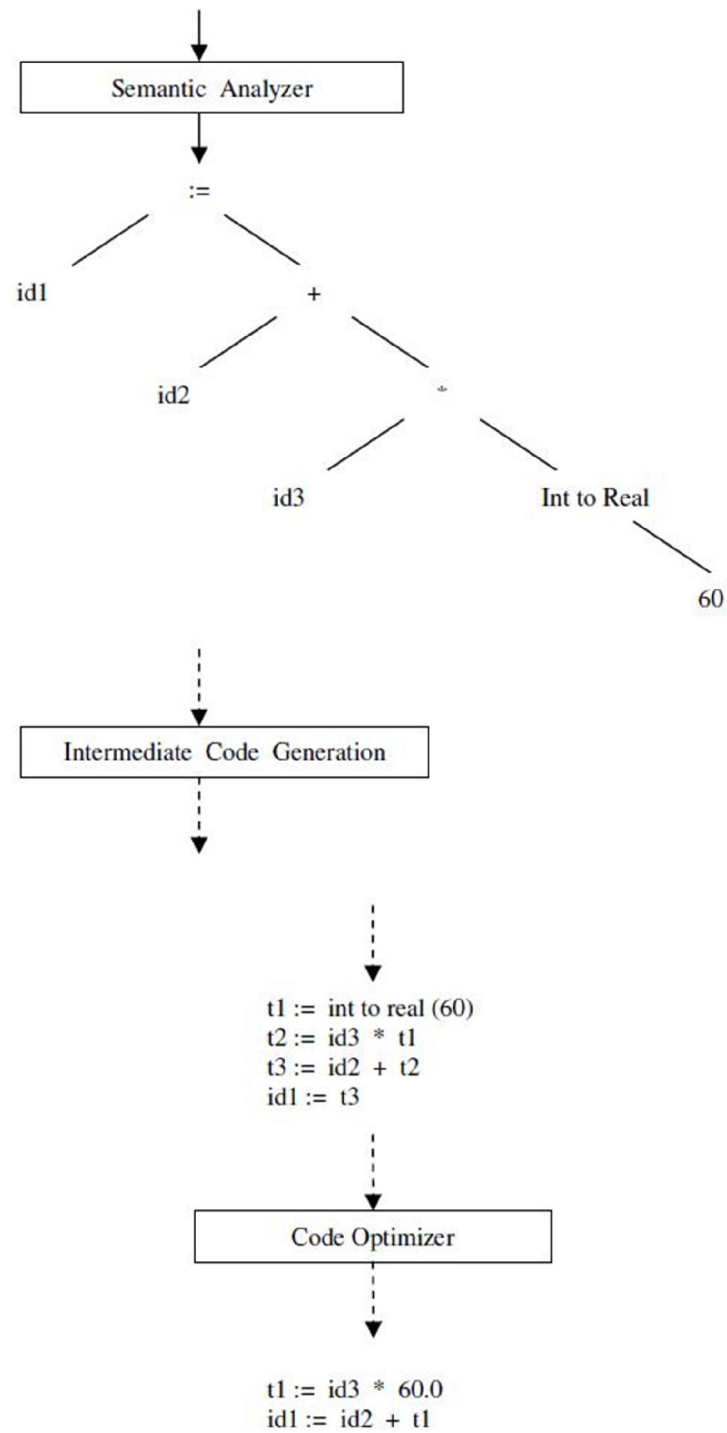 Semantic Analyzer
:=
id1
+
id2
*
id3
Int to Real
60
Intermediate Code Generation
t1 := int to real (60)
t2 := id3 * t1
t3 := id2 + t2
id1 := t3
Code Optimizer
t1 := id3 * 60.0
id1 := id2 + t1